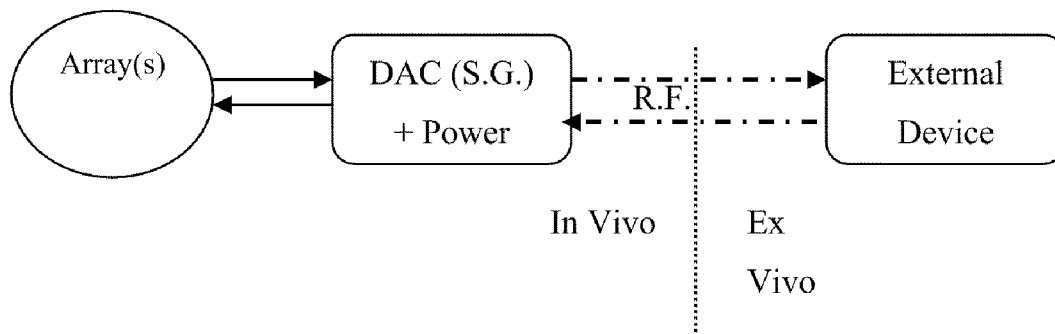 Array(s)
DAC (S.G.)
+ Power
R.F.
External
Device
In Vivo
Ex
Vivo